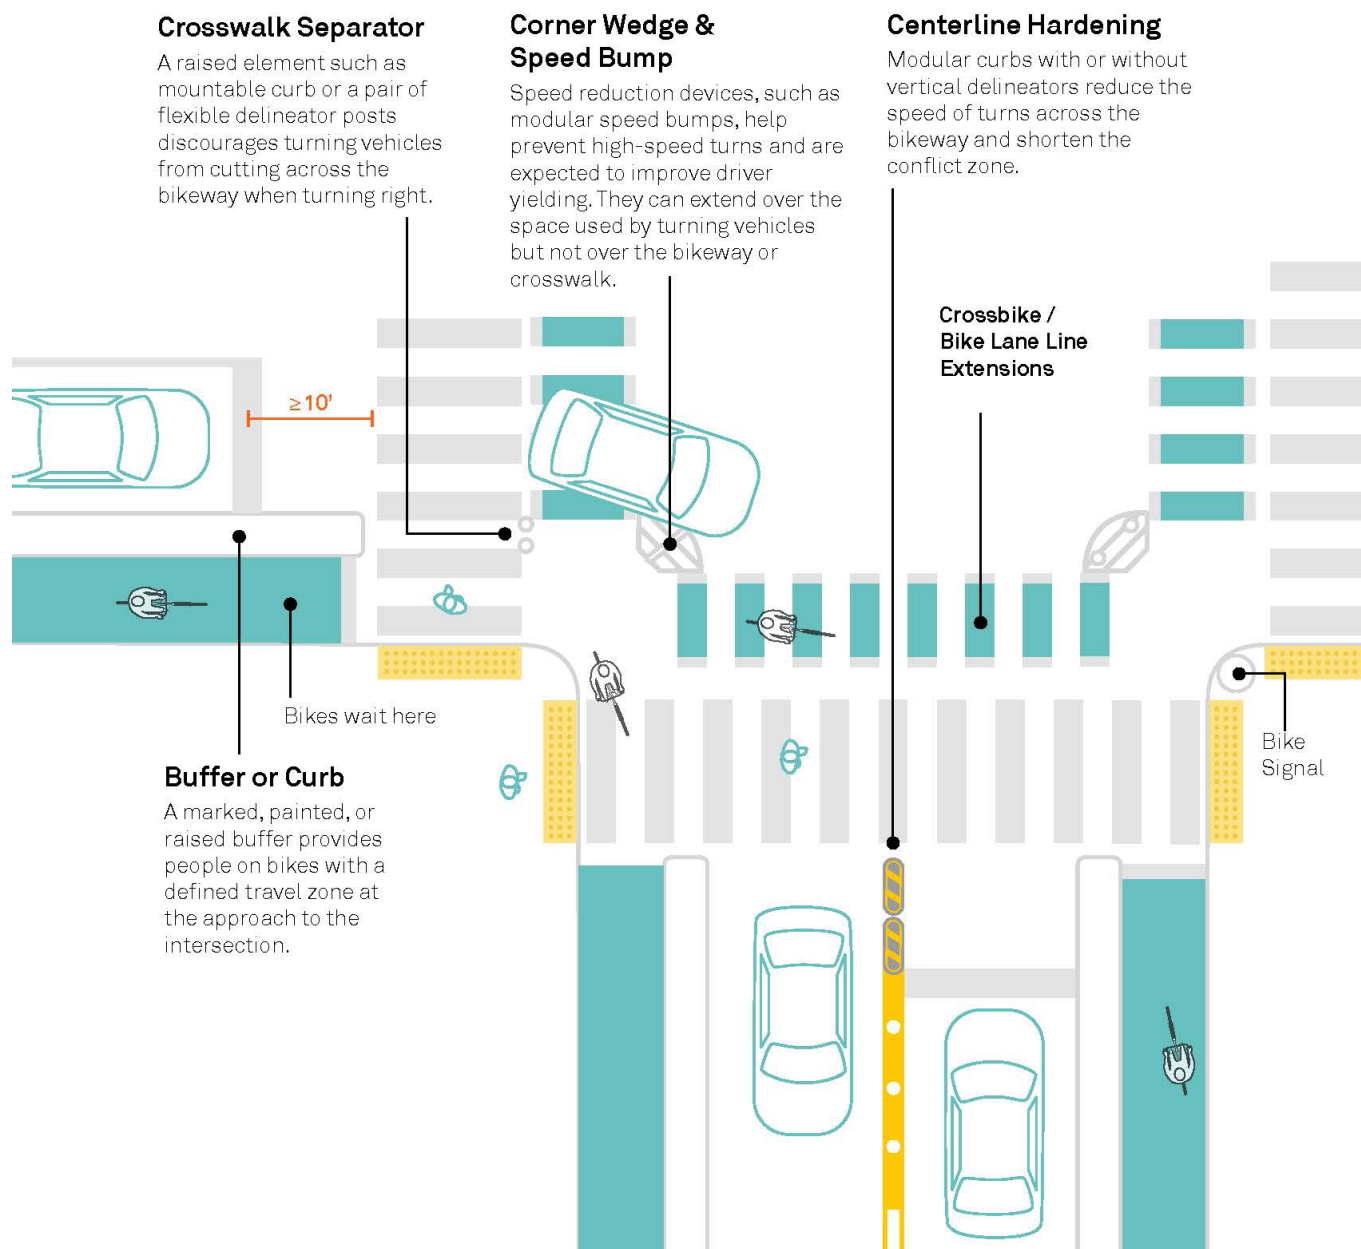 Crosswalk Separator
A raised element such as
mountable curb or a pair of
flexible delineator posts
discourages turning vehicles
from cutting across the
bikeway when turning right.
Corner Wedge &
Speed Bump
Speed reduction devices, such as
modular speed bumps, help
prevent high-speed turns and are
expected to improve driver
yielding. They can extend over the
space used by turning vehicles
but not over the bikeway or
crosswalk.
Centerline Hardening
Modular curbs with or without
vertical delineators reduce the
speed of turns across the
bikeway and shorten the
conflict zone.
Crossbike /
Bike Lane Line
Extensions
≥10'
Bikes wait here
Bike
Signal
Buffer or Curb
A marked, painted, or
raised buffer provides
people on bikes with a
defined travel zone at
the approach to the
intersection.